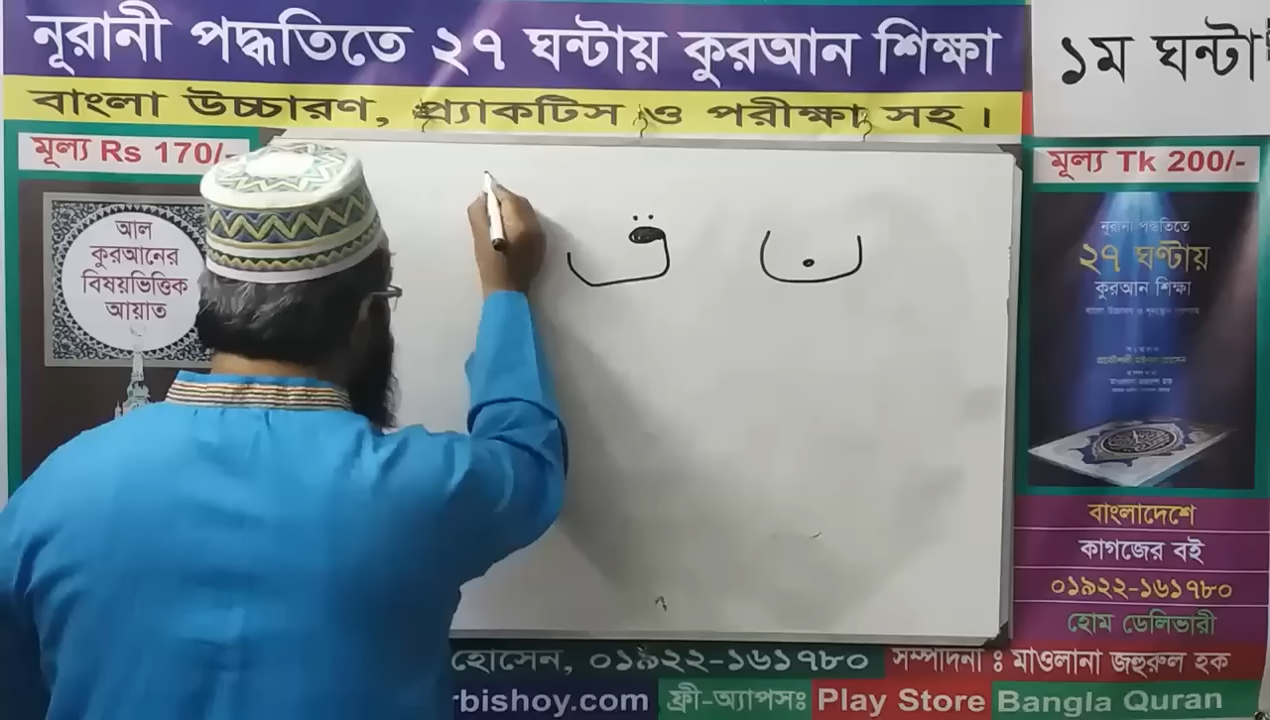 নূরানী পদ্ধতিতে ২৭ ঘন্টায় কুরআন শিক্ষা
১ম ঘন্টা
বাংলা উচ্চারণ, প্র্যাকটিস ও পরীক্ষা সহ।
মূল্য Rs 170/-
আল
কুরআনের
বিষয়ভিত্তিক
আয়াত
ن ق
মূল্য Tk 200/-
নূরানী পদ্ধতিতে
২৭ ঘন্টায়
কুরআন শিক্ষা
বাংলাদেশে
কাগজের বই
০১৯২২-১৬১৭৮০
হোম ডেলিভারী
হোসেন, ০১৯২২-১৬১৭৮০ সম্পাদনা : মাওলানা জহুরুল হক
rbishoy.com ফ্রী-অ্যাপসঃ Play Store Bangla Quran